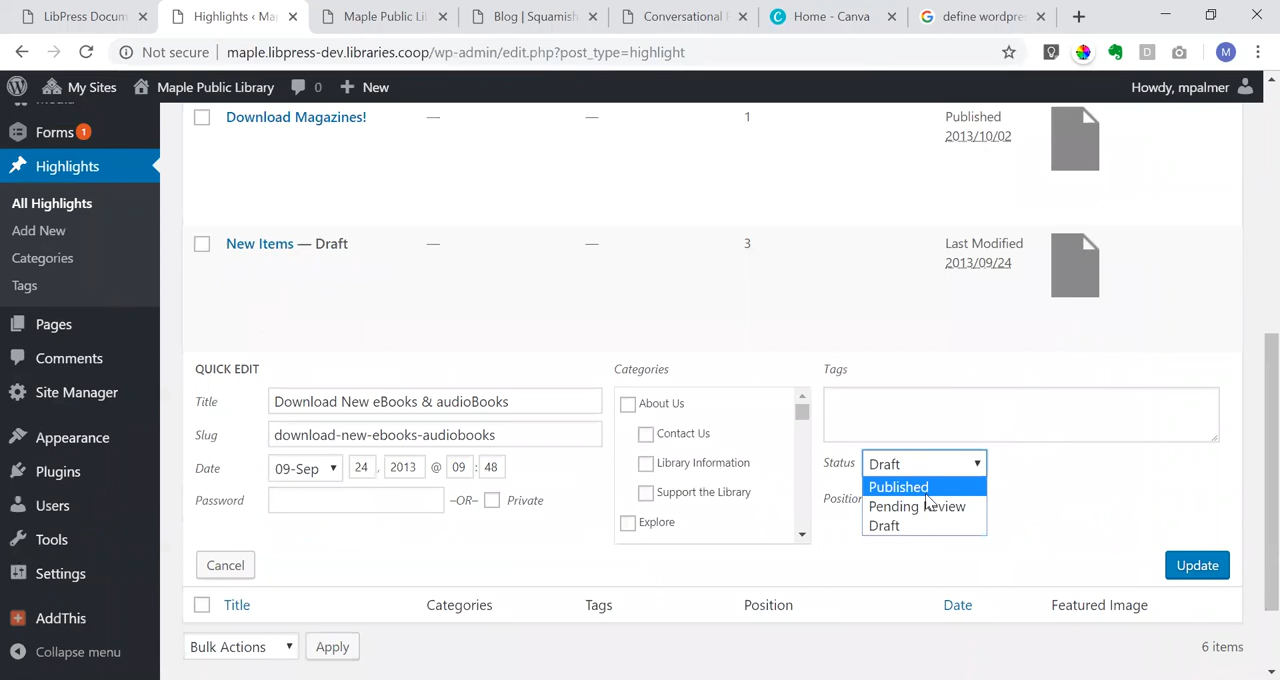 LibPress Docum
Highlights ‹ Ma
Maple Public Li
Blog | Squamish
Conversational
Home - Canva
define wordpre
Not secure
maple.libpress-dev.libraries.coop/wp-admin/edit.php?post_type=highlight
D
M
My Sites
Maple Public Library
0
New
Howdy, mpalmer
Media
Forms 1
Highlights
All Highlights
Add New
Categories
Tags
Pages
Comments
Site Manager
Appearance
Plugins
Users
Tools
Settings
AddThis
Collapse menu
Download Magazines! — — 1 Published
2013/10/02
New Items — Draft — — 3 Last Modified
2013/09/24
QUICK EDIT
Title Download New eBooks & audioBooks
Slug download-new-ebooks-audiobooks
Date 09-Sep 24 , 2013 @ 09 : 48
Password –OR– Private
Categories
About Us
Contact Us
Library Information
Support the Library
Explore
Tags
Status Draft
Published
Pending Review
Draft
Position
Cancel
Update
Title Categories Tags Position Date Featured Image
Bulk Actions Apply 6 items